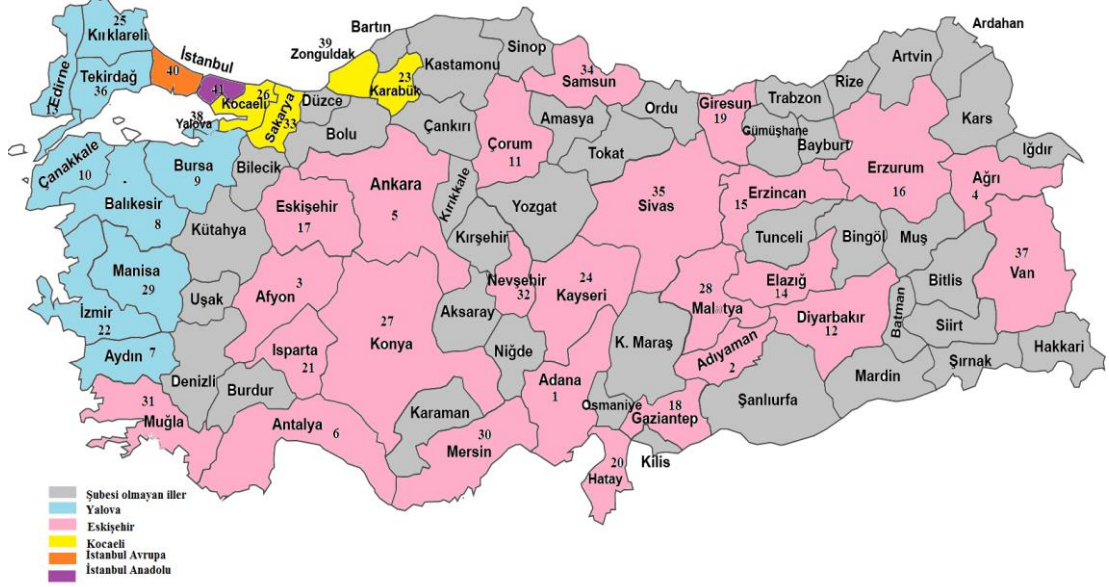 25
Kırklareli
Edirne
13
Tekirdağ
36
İstanbul
40
41
26
Kocaeli
Sakarya
33
38
Yalova
Çanakkale
10
Bursa
9
Balıkesir
8
Bilecik
Kütahya
Manisa
29
İzmir
22
Uşak
Aydın 7
Denizli
31
Muğla
Burdur
Antalya 6
Isparta
21
3
Afyon
Eskişehir
17
Ankara
5
Düzce
Bolu
39
Zonguldak
Bartın
23
Karabük
Kastamonu
Çankırı
Sinop
34
Samsun
Çorum
11
Amasya
Tokat
Ordu
Kırıkkale
Yozgat
Kırşehir
Nevşehir
32
Aksaray
Niğde
27
Konya
Karaman
30
Mersin
24
Kayseri
Adana
1
35
Sivas
Giresun
19
Trabzon
Gümüşhane
Bayburt
Rize
Artvin
Ardahan
Kars
Iğdır
Erzurum
16
Ağrı
4
Erzincan
15
Tunceli
Bingöl
Muş
Bitlis
37
Van
Elazığ
14
28
Malatya
Adıyaman
2
K. Maraş
Osmaniye
18
Gaziantep
Kilis
20
Hatay
Şanlıurfa
Diyarbakır
12
Batman
Siirt
Mardin
Şırnak
Hakkari
Şubesi olmayan iller
Yalova
Eskişehir
Kocaeli
İstanbul Avrupa
İstanbul Anadolu